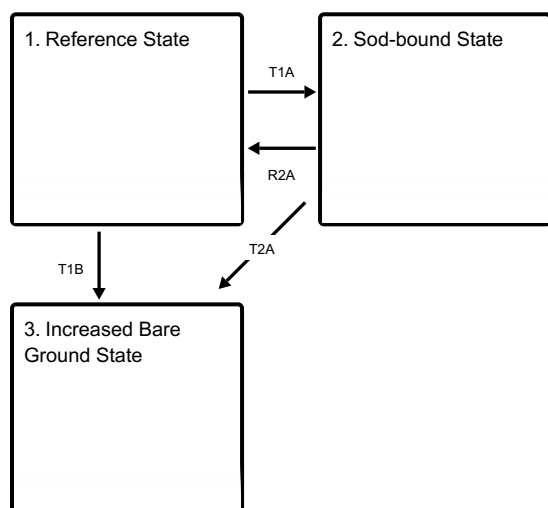 1. Reference State
2. Sod-bound State
T1A
R2A
T2A
T1B
3. Increased Bare
Ground State